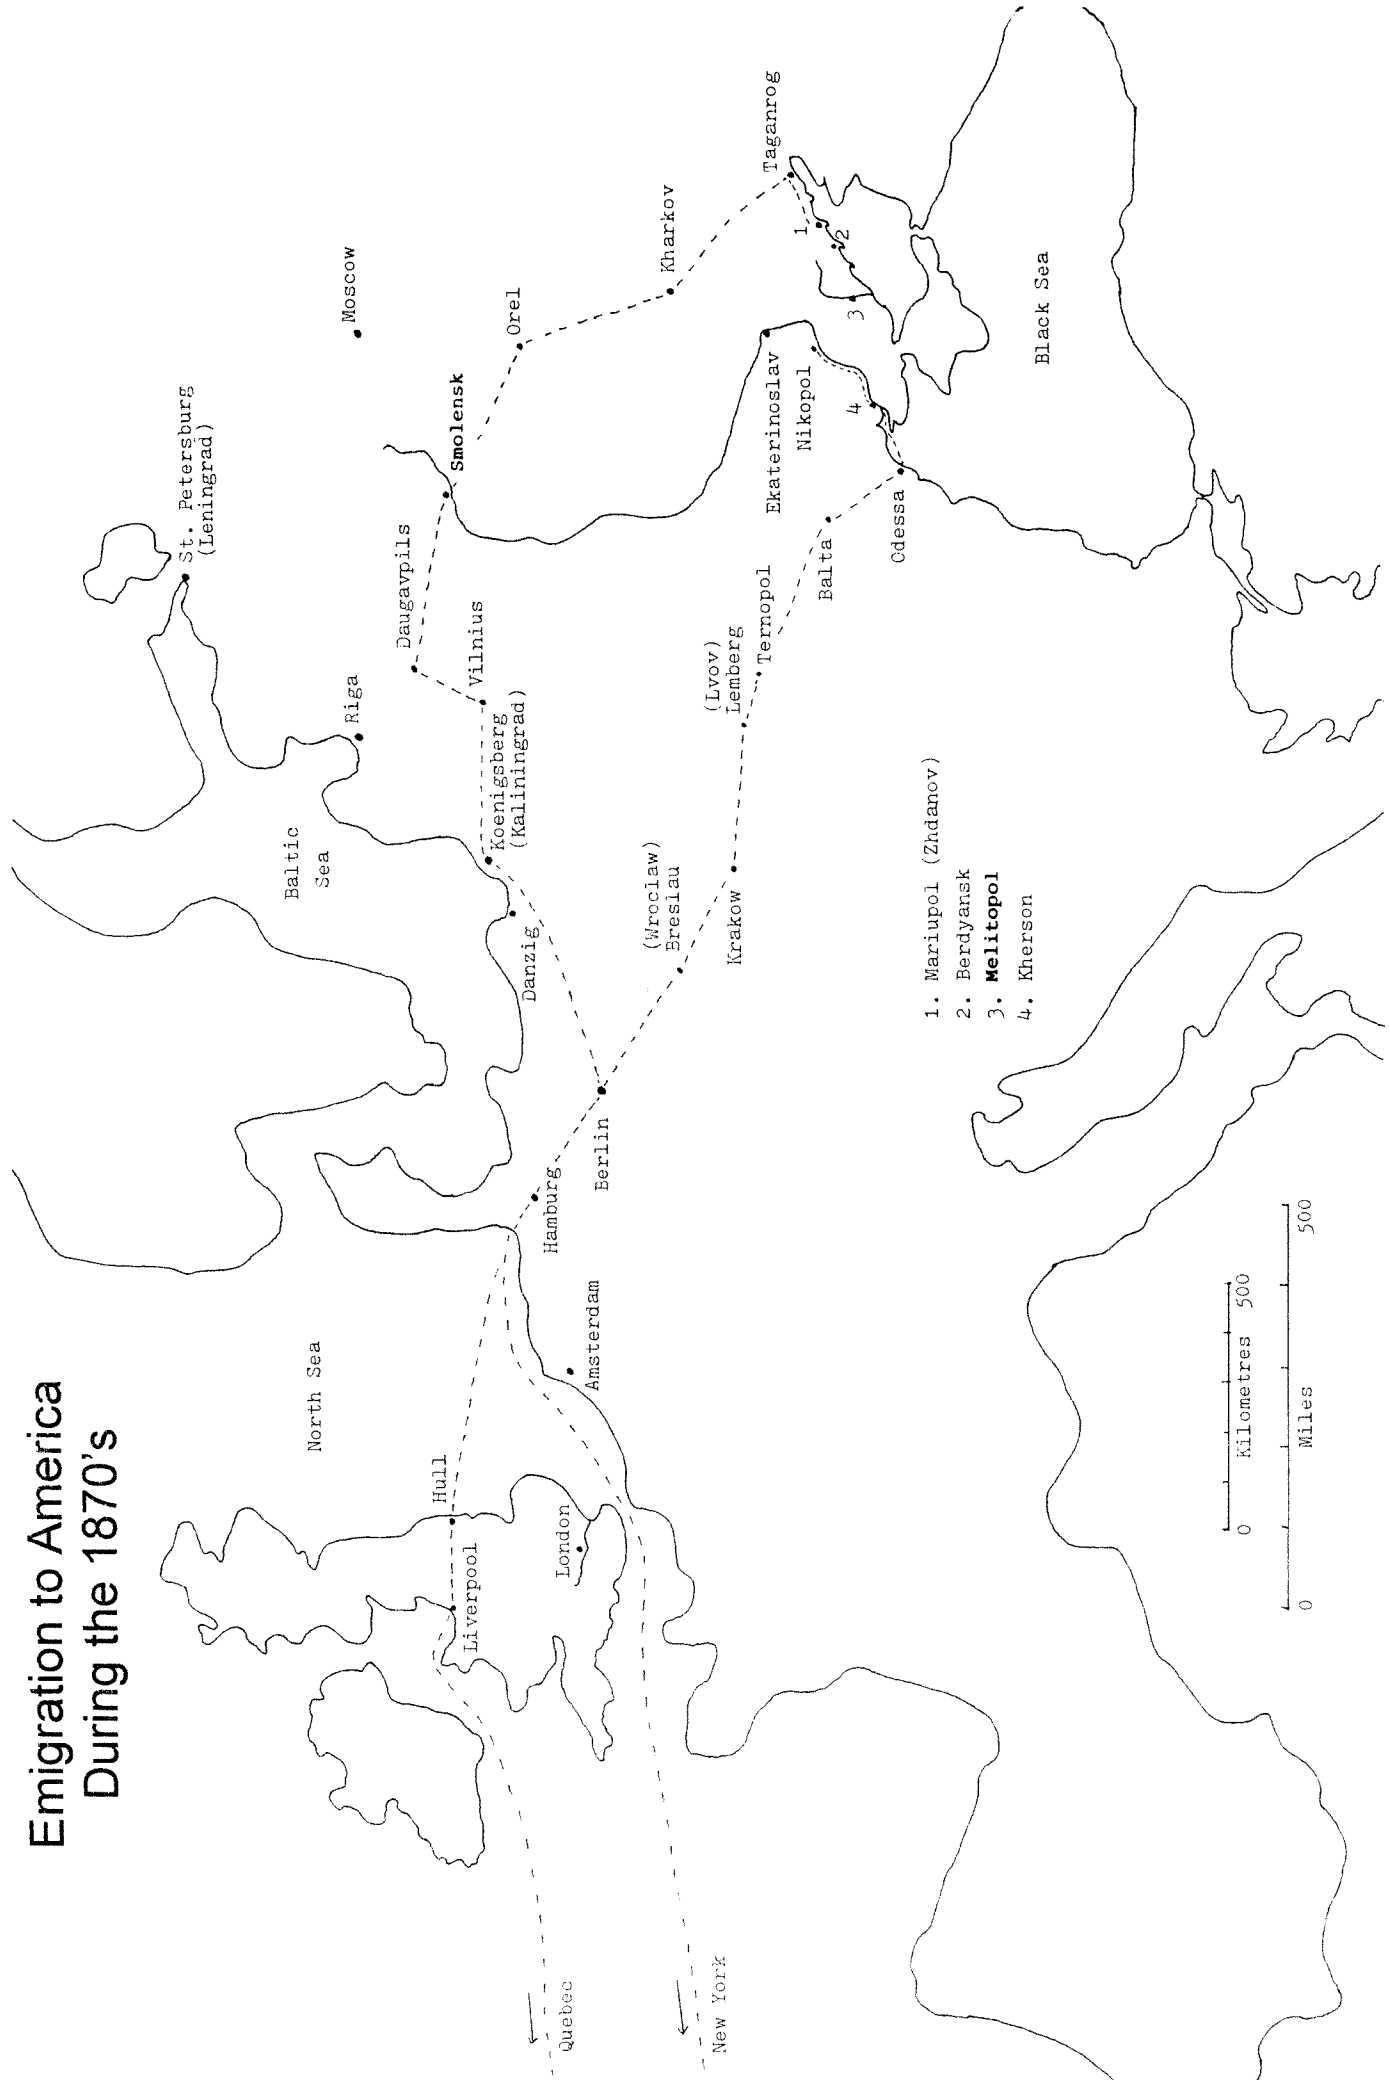 Emigration to America
During the 1870's
St. Petersburg
(Leningrad)
Moscow
Riga
Baltic
Sea
North Sea
Daugavpils
Smolensk
Orel
Vilnius
Koenigsberg
(Kaliningrad)
Danzig
Hull
Liverpool
London
Amsterdam
Hamburg
Berlin
(Wroclaw)
Breslau
Krakow
(Lvov)
Lemberg
Ternopol
Balta
Odessa
Kharkov
Taganrog
Ekaterinoslav
Nikopol
1
2
3
4
Black Sea
1. Mariupol (Zhdanov)
2. Berdyansk
3. Melitopol
4. Kherson
Quebec
New York
0 Kilometres 500
0 Miles 500